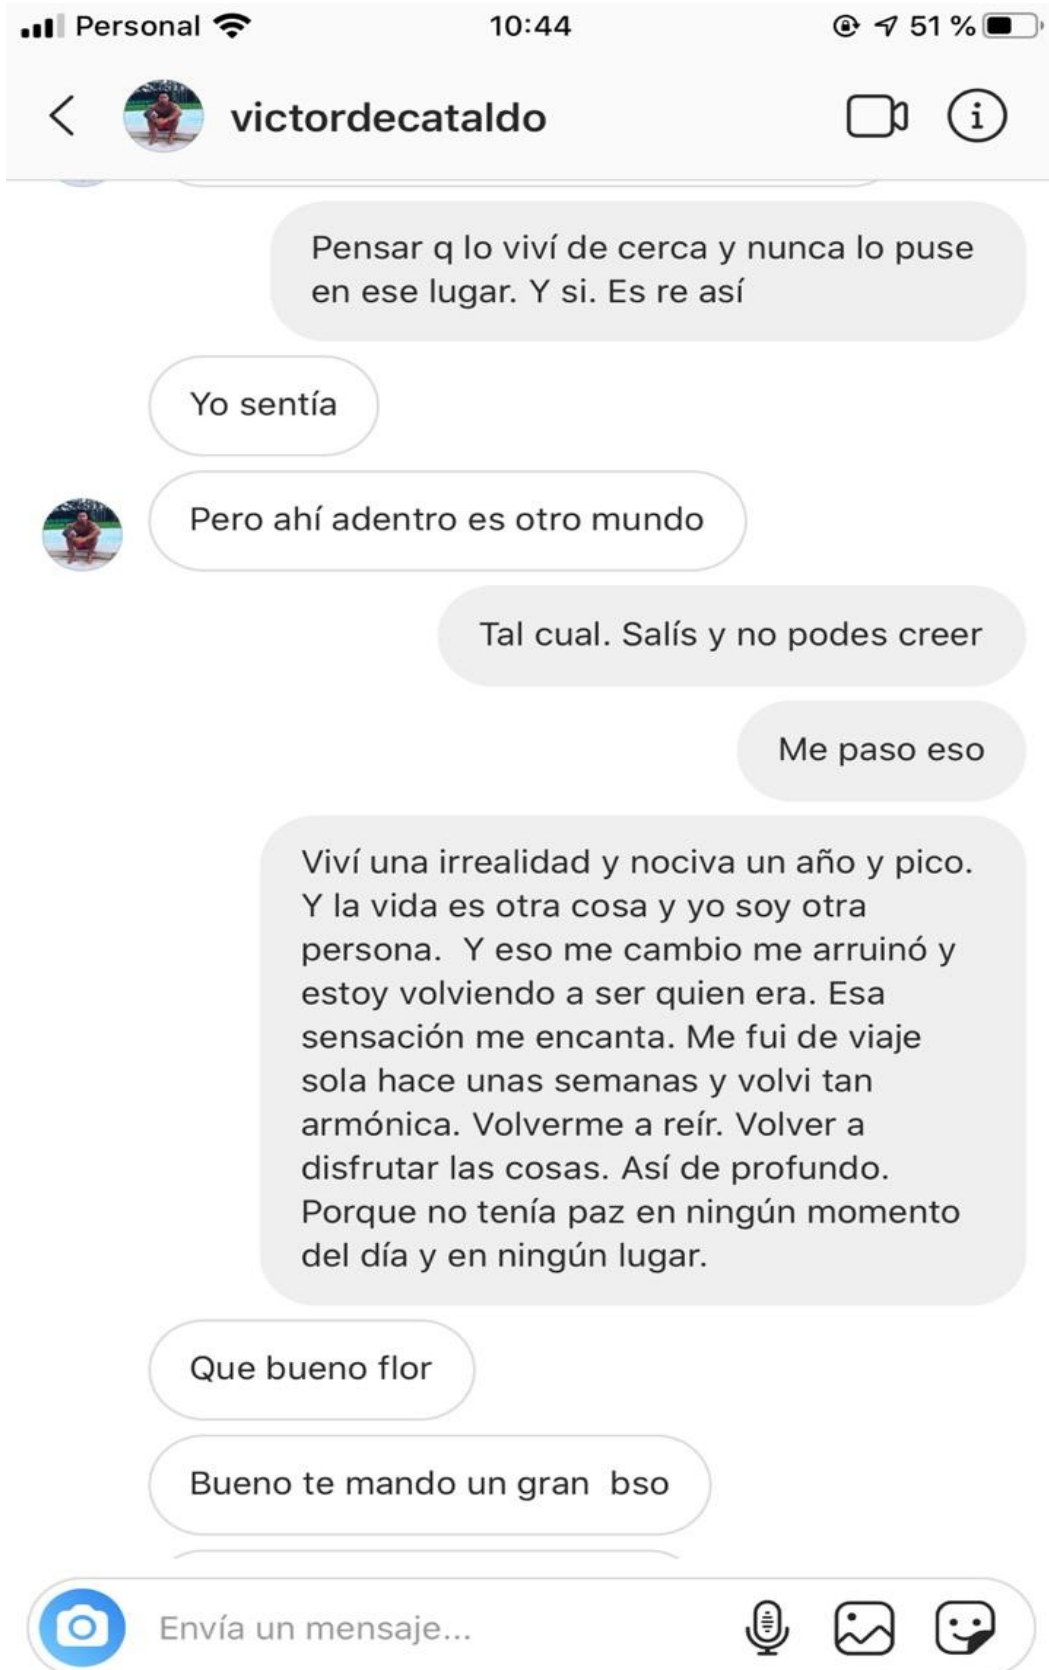 Personal 10:44 51 %
victordecataldo
Pensar q lo viví de cerca y nunca lo puse
en ese lugar. Y si. Es re así
Yo sentía
Pero ahí adentro es otro mundo
Tal cual. Salís y no podes creer
Me paso eso
Viví una irrealidad y nociva un año y pico.
Y la vida es otra cosa y yo soy otra
persona.  Y eso me cambio me arruinó y
estoy volviendo a ser quien era. Esa
sensación me encanta. Me fui de viaje
sola hace unas semanas y volvi tan
armónica. Volverme a reír. Volver a
disfrutar las cosas. Así de profundo.
Porque no tenía paz en ningún momento
del día y en ningún lugar.
Que bueno flor
Bueno te mando un gran  bso
Envía un mensaje...